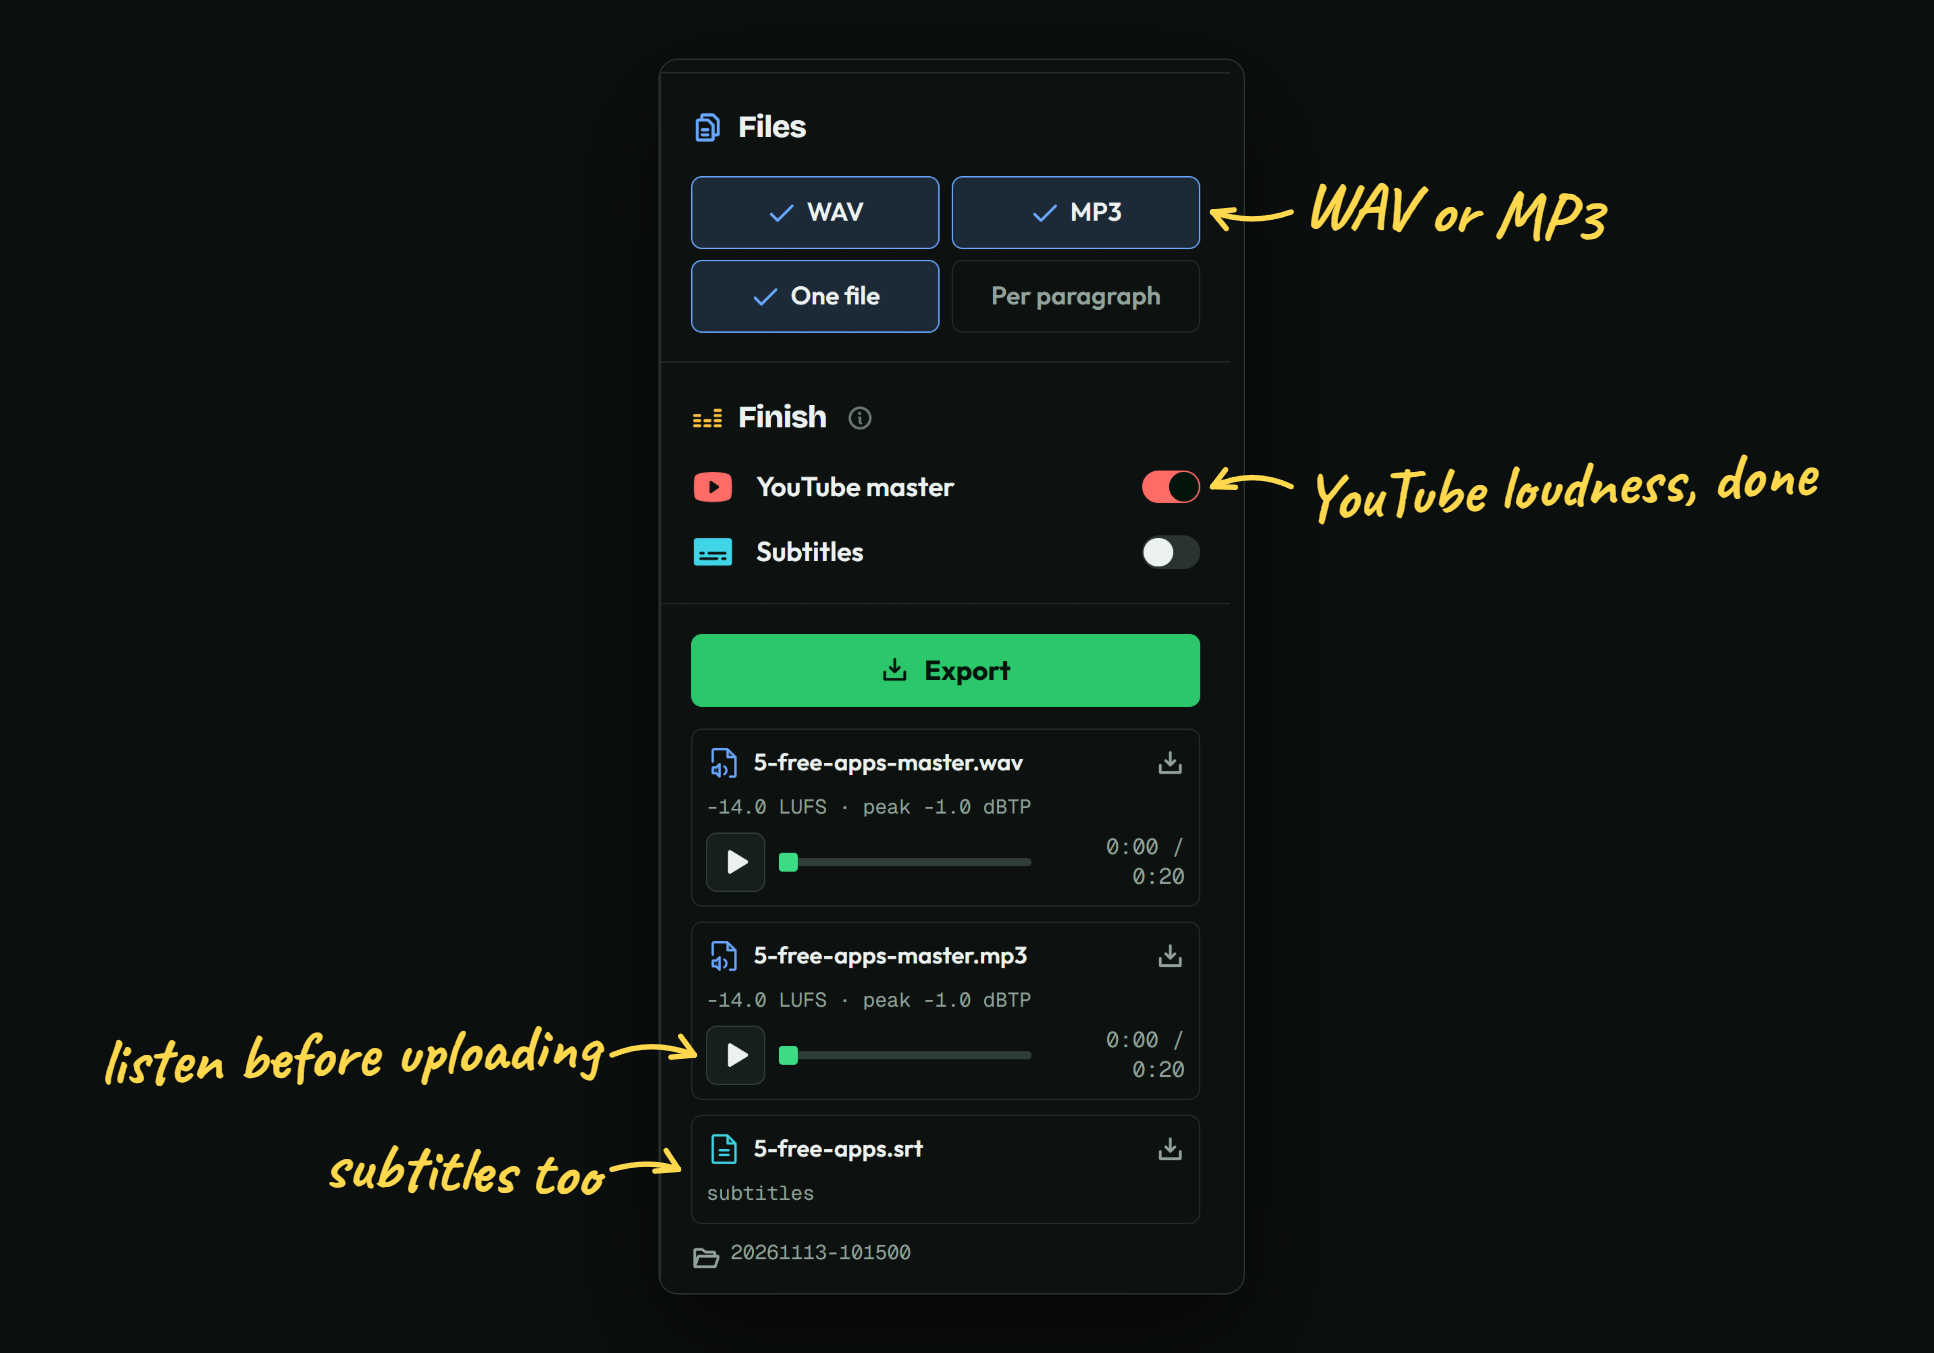 Files
WAV
MP3
WAV or MP3
One file
Per paragraph
Finish
YouTube master
YouTube loudness, done
Subtitles
Export
5-free-apps-master.wav
-14.0 LUFS · peak -1.0 dBTP
0:00 /
0:20
5-free-apps-master.mp3
-14.0 LUFS · peak -1.0 dBTP
listen before uploading
0:00 /
0:20
5-free-apps.srt
subtitles too
subtitles
20261113-101500